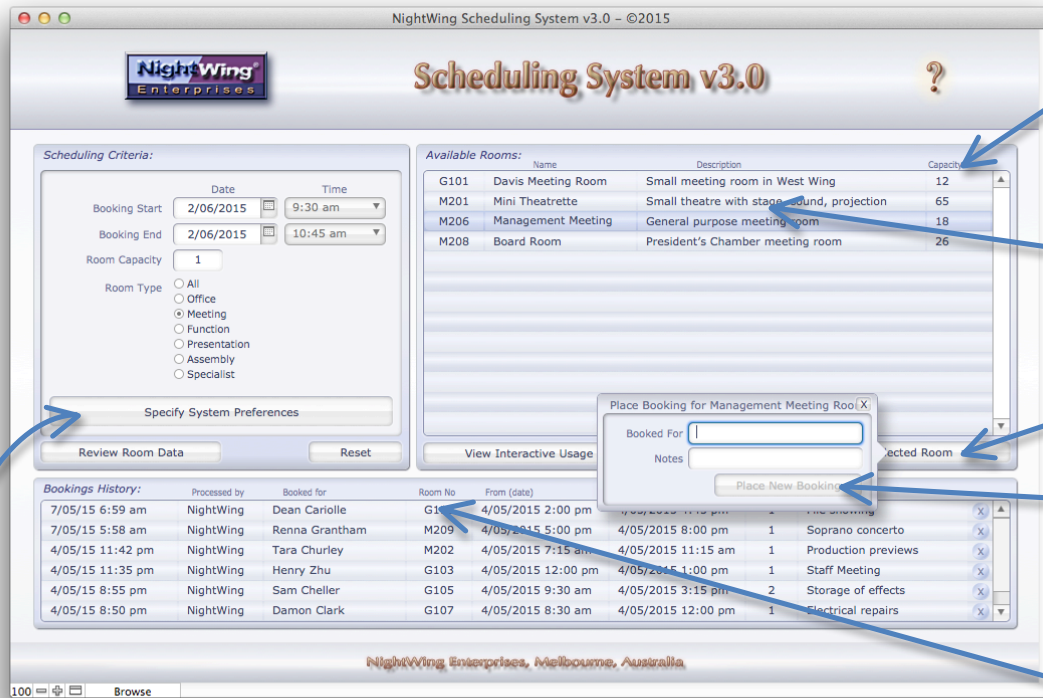 NightWing Scheduling System v3.0 - ©2015
NightWing
Enterprises
Scheduling System v3.0
?
Scheduling Criteria:
Date Time
Booking Start 2/06/2015 9:30 am
Booking End 2/06/2015 10:45 am
Room Capacity 1
Room Type All
Office
Meeting
Function
Presentation
Assembly
Specialist
Specify System Preferences
Review Room Data Reset
Available Rooms:
Name Description Capacity
G101 Davis Meeting Room Small meeting room in West Wing 12
M201 Mini Theatrette Small theatre with stage, sound, projection 65
M206 Management Meeting General purpose meeting room 18
M208 Board Room President's Chamber meeting room 26
Place Booking for Management Meeting Roo X
Booked For
Notes
Place New Booking
View Interactive Usage
Room
Bookings History:
Processed by Booked for Room No From (date)
7/05/15 6:59 am NightWing Dean Cariolle 4/05/2015 2:00 pm 1 X
7/05/15 5:58 am NightWing Renna Grantham M209 4/05/2015 5:00 pm 4/05/2015 8:00 pm 1 Soprano concerto X
4/05/15 11:42 pm NightWing Tara Churley M202 4/05/2015 7:15 am 4/05/2015 11:15 am 1 Production previews X
4/05/15 11:35 pm NightWing Henry Zhu G103 4/05/2015 12:00 pm 4/05/2015 1:00 pm 1 Staff Meeting X
4/05/15 8:55 pm NightWing Sam Cheller G105 4/05/2015 9:30 am 4/05/2015 3:15 pm 2 Storage of effects X
4/05/15 8:50 pm NightWing Damon Clark G107 4/05/2015 8:30 am 4/05/2015 12:00 pm 1 Electrical repairs X
NightWing Enterprises, Melbourne, Australia
100 Browse